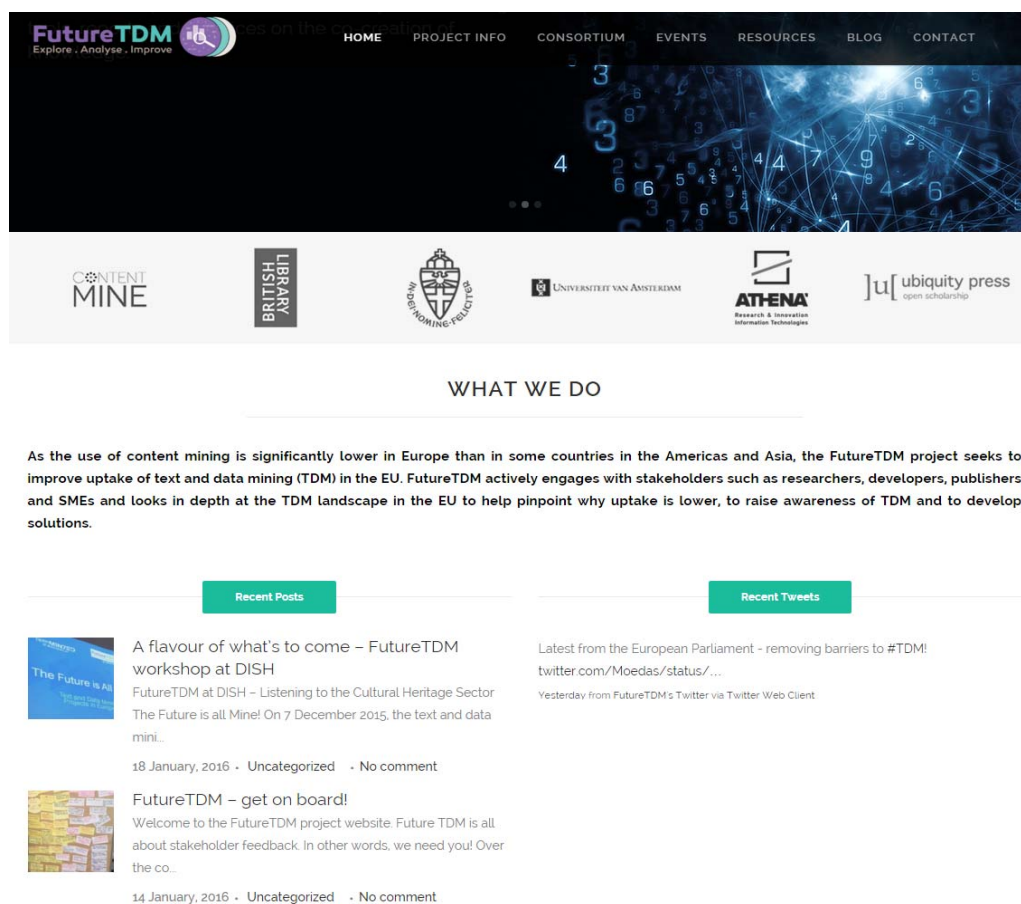 FutureTDM
Explore . Analyse . Improve
HOME PROJECT INFO CONSORTIUM EVENTS RESOURCES BLOG CONTACT
ces on the co-creation of
knowledge
CONTENT
MINE
BRITISH
LIBRARY
IN·DEI·NOMINE·FELICITER
UNIVERSITEIT VAN AMSTERDAM
ATHENA
Research & Innovation
Information Technologies
]u[ ubiquity press
open scholarship
WHAT WE DO
As the use of content mining is significantly lower in Europe than in some countries in the Americas and Asia, the FutureTDM project seeks to
improve uptake of text and data mining (TDM) in the EU. FutureTDM actively engages with stakeholders such as researchers, developers, publishers
and SMEs and looks in depth at the TDM landscape in the EU to help pinpoint why uptake is lower, to raise awareness of TDM and to develop
solutions.
Recent Posts
The Future is All
A flavour of what's to come – FutureTDM
workshop at DISH
FutureTDM at DISH – Listening to the Cultural Heritage Sector
The Future is all Mine! On 7 December 2015, the text and data
mini...
18 January, 2016 • Uncategorized • No comment
FutureTDM – get on board!
Welcome to the FutureTDM project website. Future TDM is all
about stakeholder feedback. In other words, we need you! Over
the co...
14 January, 2016 • Uncategorized • No comment
Recent Tweets
Latest from the European Parliament - removing barriers to #TDM!
twitter.com/Moedas/status/…
Yesterday from FutureTDM's Twitter via Twitter Web Client